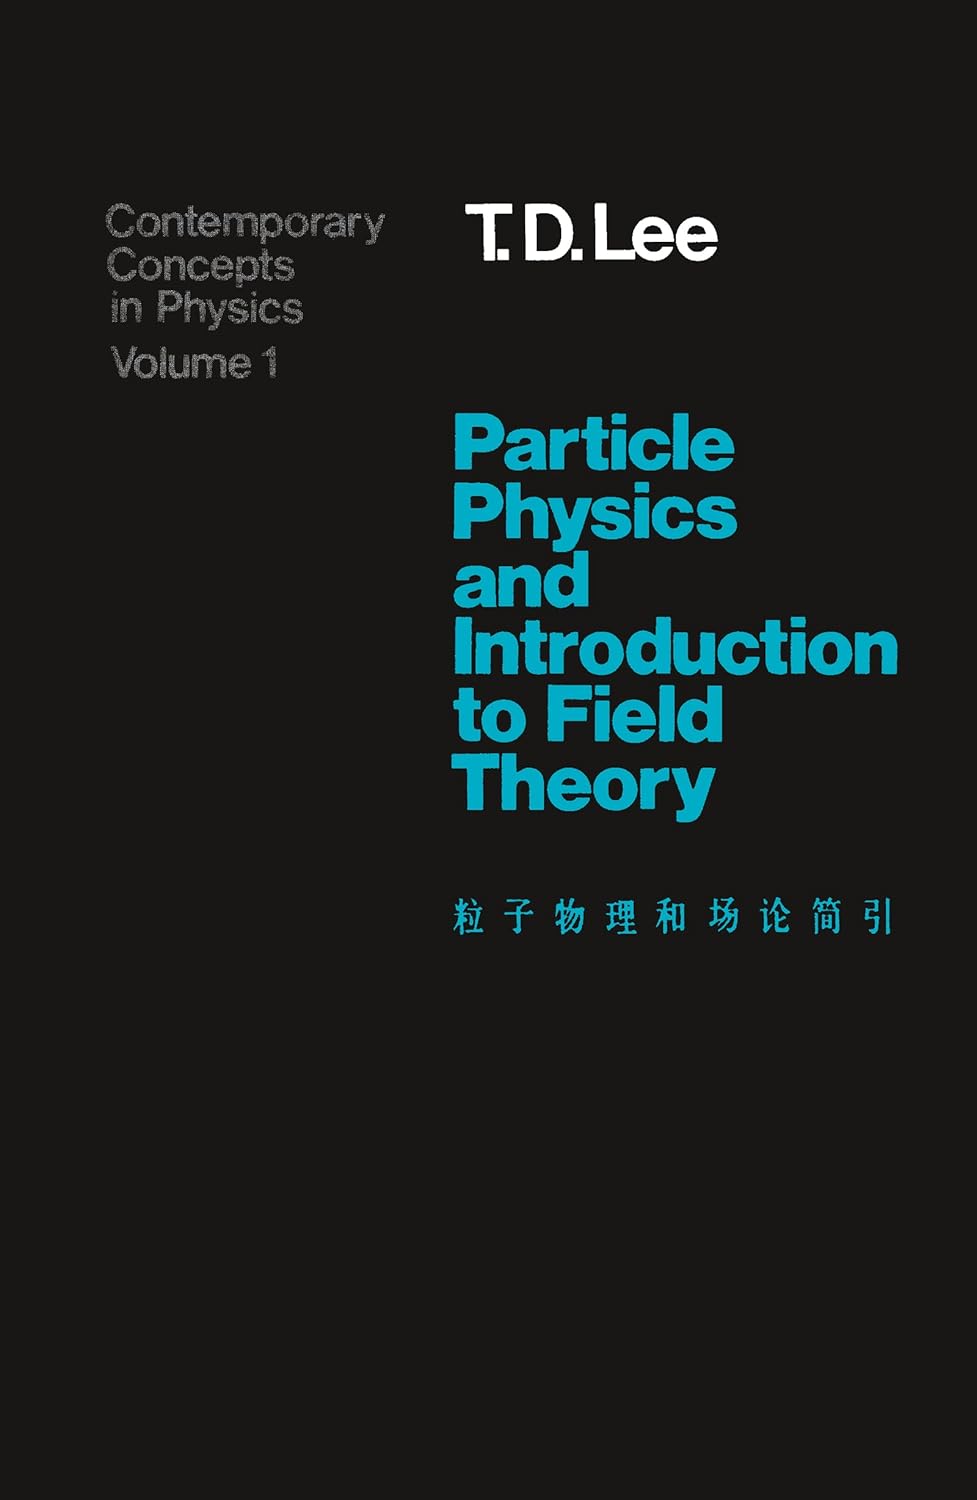 Contemporary
Concepts
in Physics
Volume 1
T.D.Lee
Particle
Physics
and
Introduction
to Field
Theory
粒子物理和场论简引